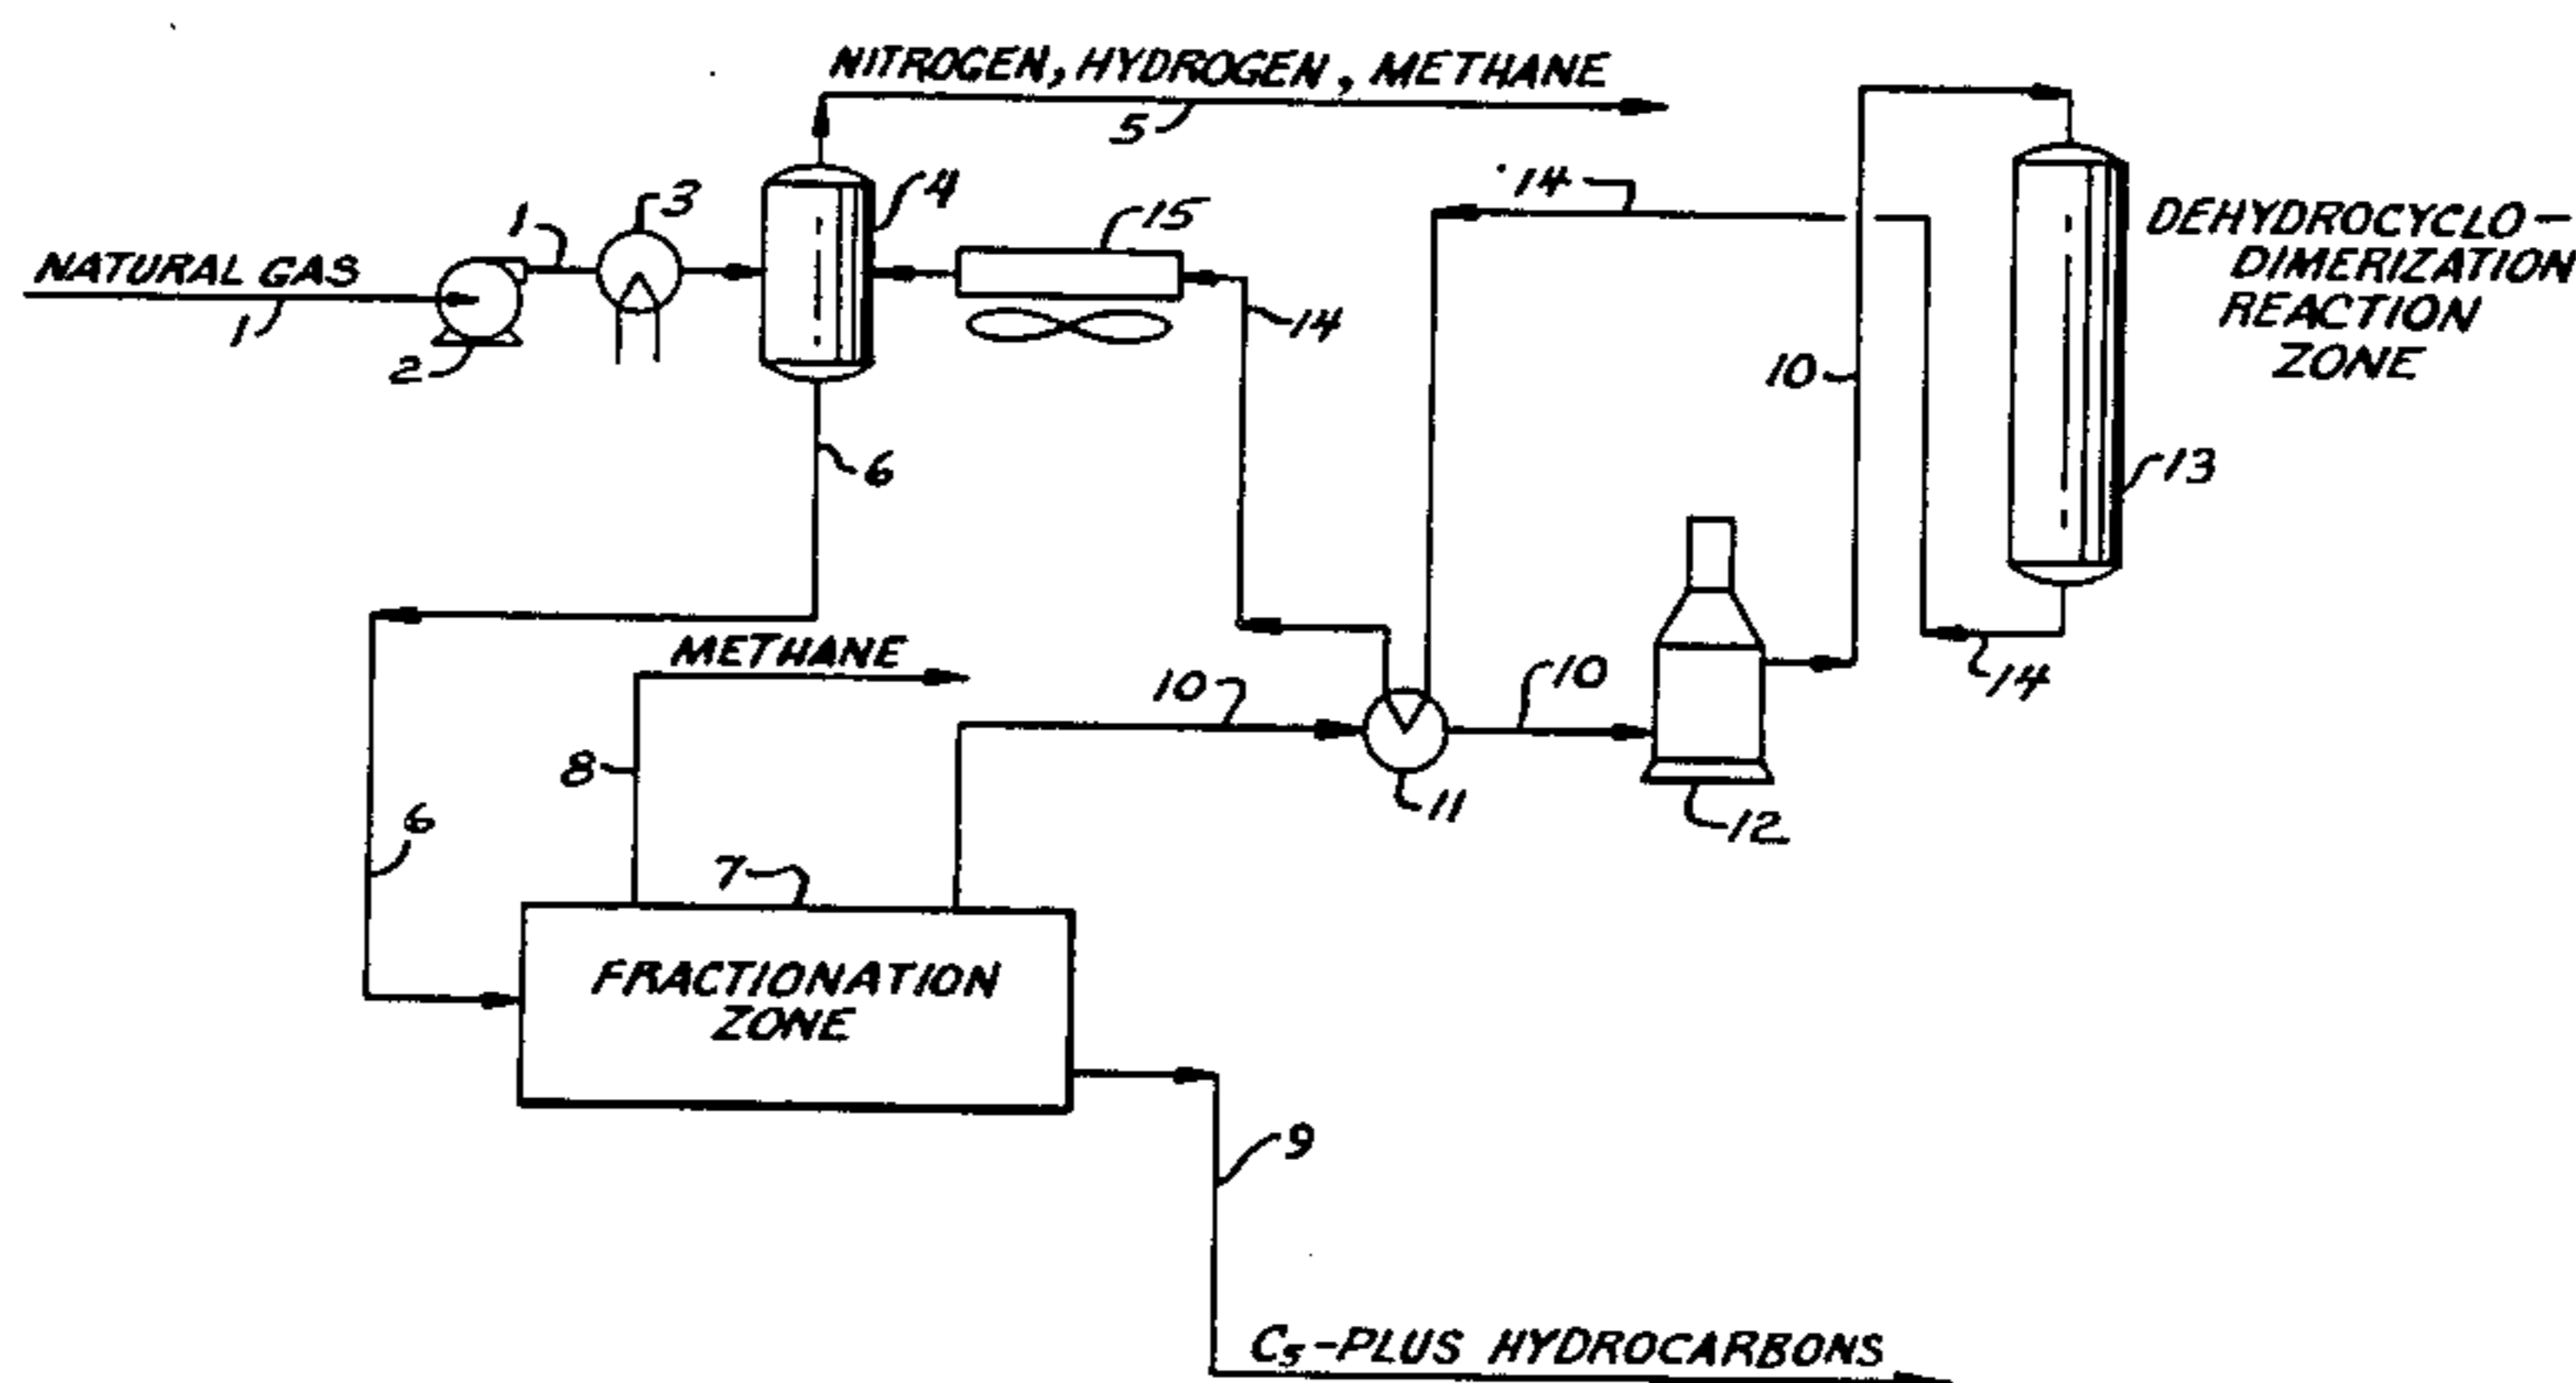 NITROGEN, HYDROGEN, METHANE
5
14
3
4
15
1
NATURAL GAS
1
2
14
10
DEHYDROCYCLO-
DIMERIZATION
REACTION
ZONE
13
6
14
METHANE
10
10
8
11
12
6
7
FRACTIONATION
ZONE
9
C₅-PLUS HYDROCARBONS